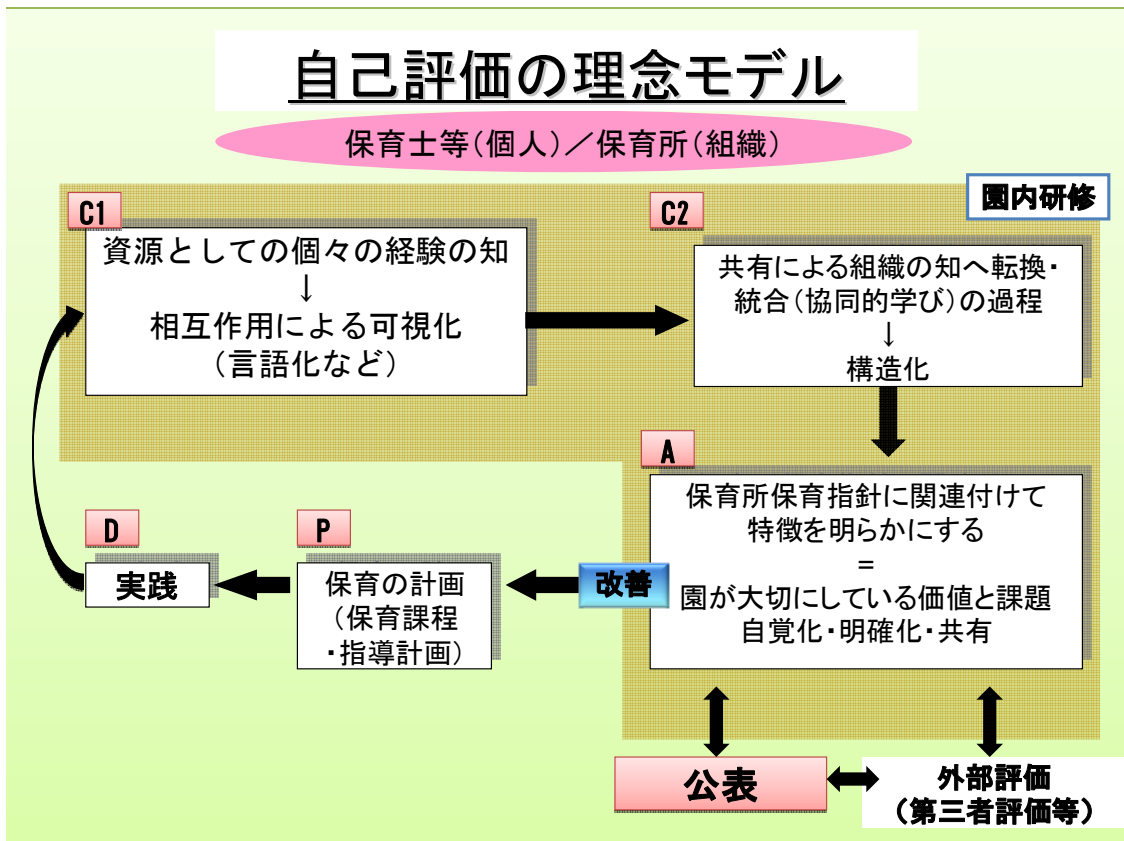 自己評価の理念モデル
保育士等(個人)／保育所(組織)
園内研修
C1
資源としての個々の経験の知
↓
相互作用による可視化
(言語化など)
C2
共有による組織の知へ転換・
統合(協同的学び)の過程
↓
構造化
A
保育所保育指針に関連付けて
特徴を明らかにする
=
園が大切にしている価値と課題
自覚化・明確化・共有
改善
P
保育の計画
(保育課程
・指導計画)
D
実践
公表
外部評価
(第三者評価等)